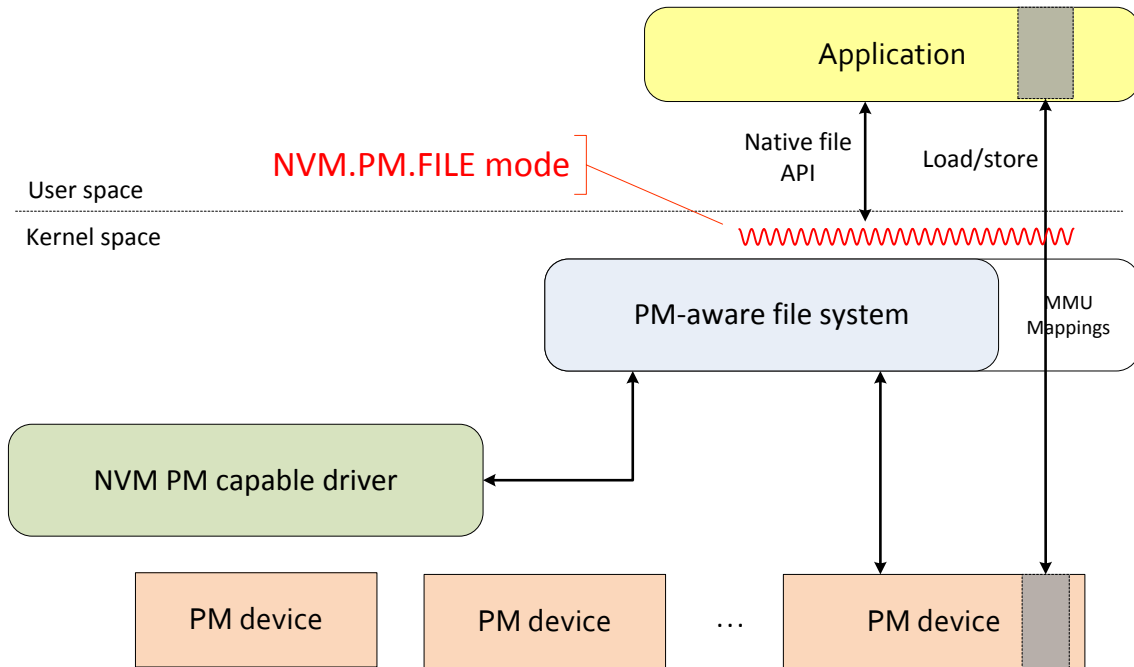 Application
Native file
API
Load/store
NVM.PM.FILE mode
User space
Kernel space
PM-aware file system
MMU
Mappings
NVM PM capable driver
PM device
PM device
...
PM device